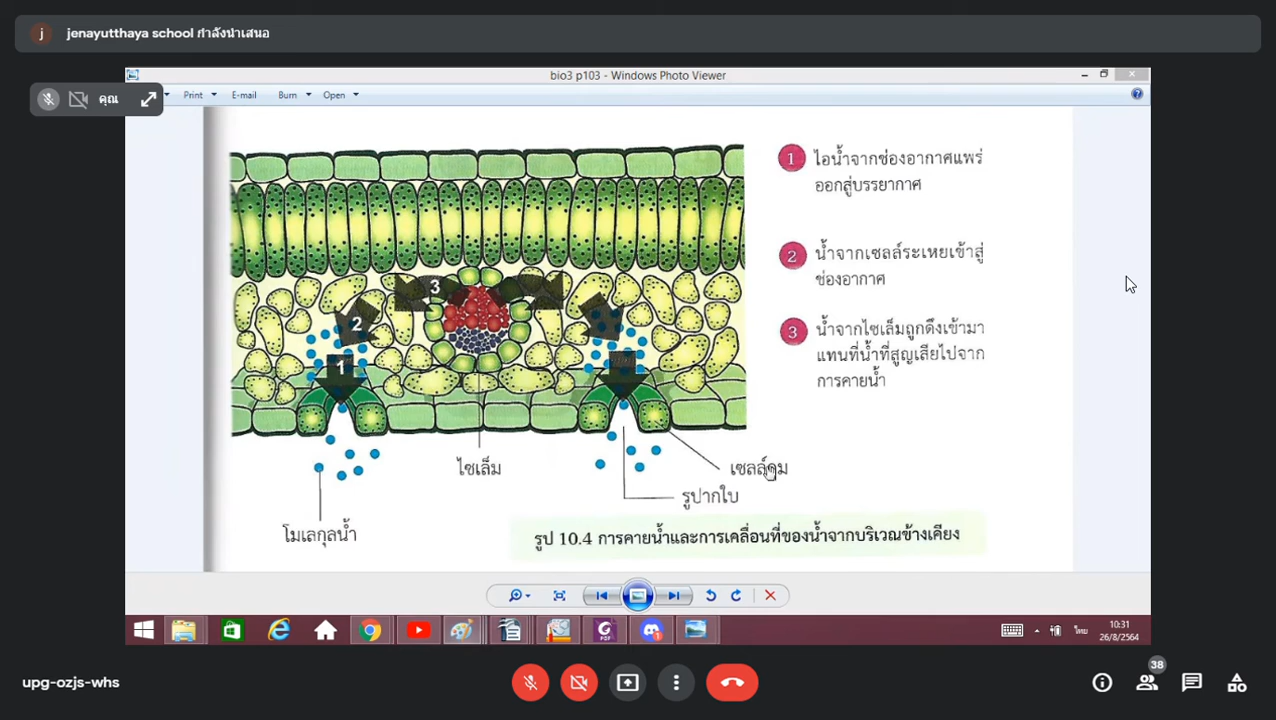 j jenayutthaya school กำลังนำเสนอ
bio3 p103 - Windows Photo Viewer
คุณ
Print E-mail Burn Open
1 ไอน้ำจากช่องอากาศแพร่
ออกสู่บรรยากาศ
2 น้ำจากเซลล์ระเหยเข้าสู่
ช่องอากาศ
3 น้ำจากไซเล็มถูกดึงเข้ามา
แทนที่น้ำที่สูญเสียไปจาก
การคายน้ำ
3
2
1
ไซเล็ม
เซลล์คุม
รูปากใบ
โมเลกุลน้ำ
รูป 10.4 การคายน้ำและการเคลื่อนที่ของน้ำจากบริเวณข้างเคียง
PDF
ไทย
10:31
26/8/2564
upg-ozjs-whs
38